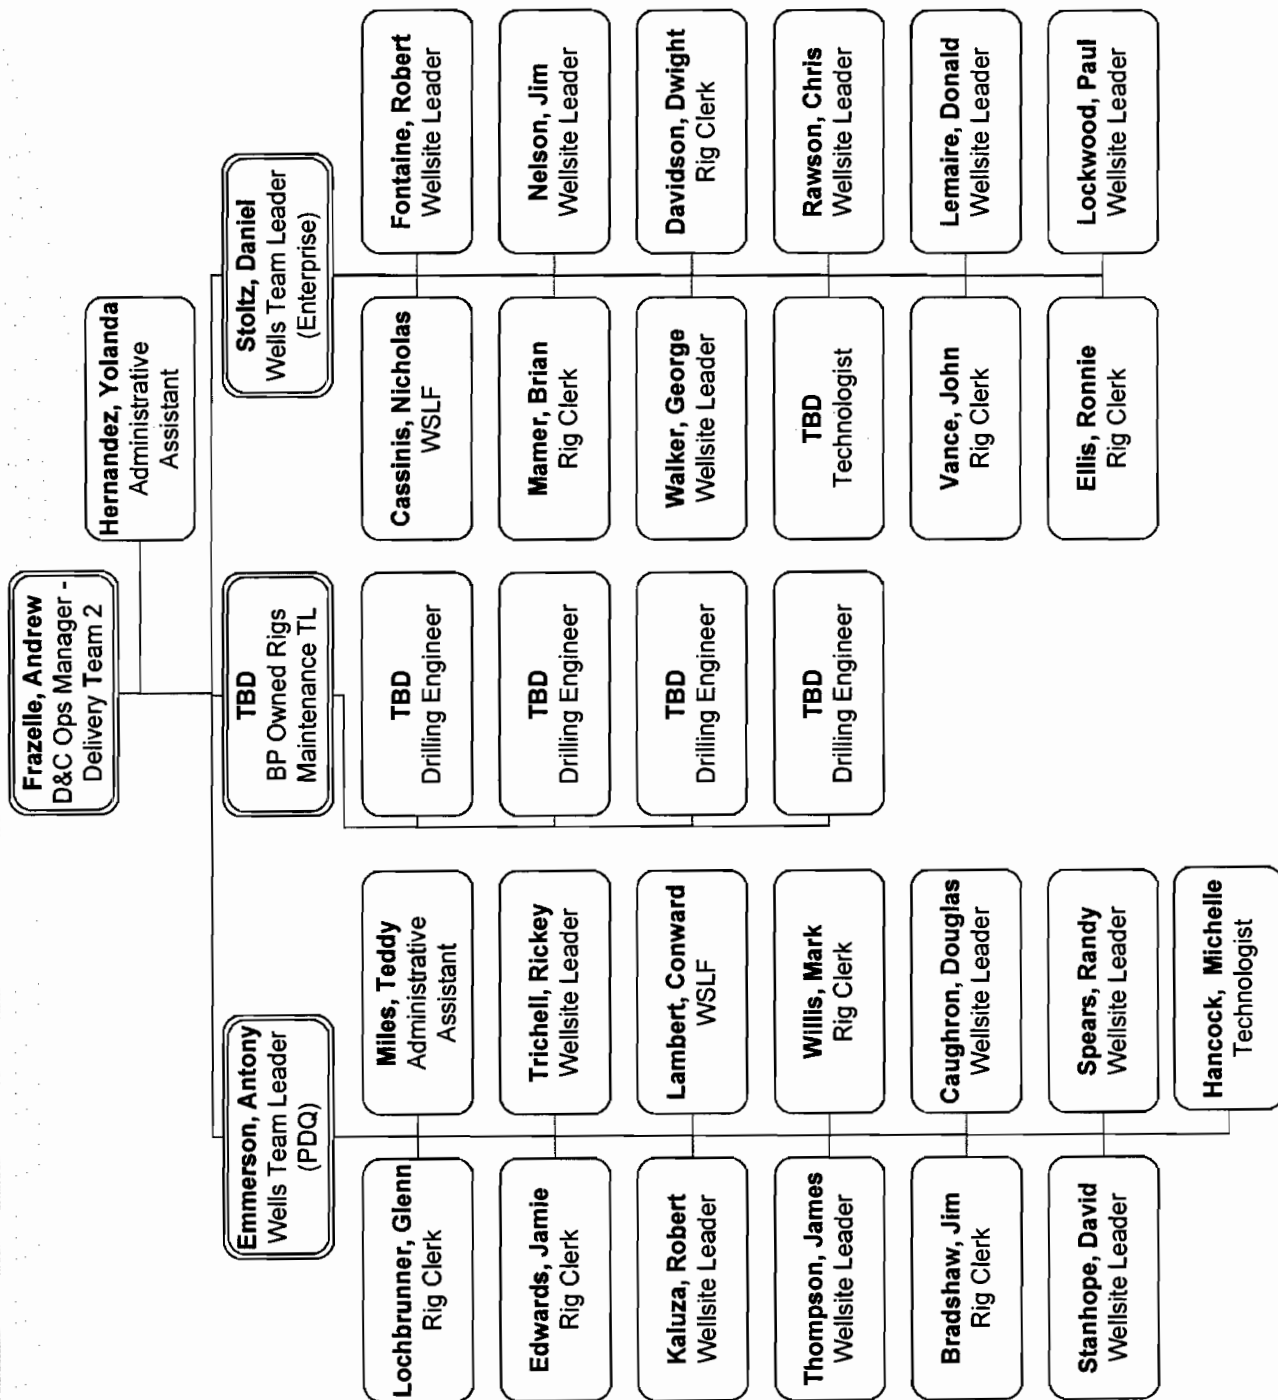 Frazelle, Andrew
D&C Ops Manager -
Delivery Team 2
Hernandez, Yolanda
Administrative
Assistant
Emmerson, Antony
Wells Team Leader
(PDQ)
TBD
BP Owned Rigs
Maintenance TL
Stoltz, Daniel
Wells Team Leader
(Enterprise)
Lochbrunner, Glenn
Rig Clerk
Miles, Teddy
Administrative
Assistant
Edwards, Jamie
Rig Clerk
Trichell, Rickey
Wellsite Leader
Kaluza, Robert
Wellsite Leader
Lambert, Conward
WSLF
Thompson, James
Wellsite Leader
Willis, Mark
Rig Clerk
Bradshaw, Jim
Rig Clerk
Caughron, Douglas
Wellsite Leader
Stanhope, David
Wellsite Leader
Spears, Randy
Wellsite Leader
Hancock, Michelle
Technologist
TBD
Drilling Engineer
TBD
Drilling Engineer
TBD
Drilling Engineer
TBD
Drilling Engineer
Cassinis, Nicholas
WSLF
Fontaine, Robert
Wellsite Leader
Mamer, Brian
Rig Clerk
Nelson, Jim
Wellsite Leader
Walker, George
Wellsite Leader
Davidson, Dwight
Rig Clerk
TBD
Technologist
Rawson, Chris
Wellsite Leader
Vance, John
Rig Clerk
Lemaire, Donald
Wellsite Leader
Ellis, Ronnie
Rig Clerk
Lockwood, Paul
Wellsite Leader